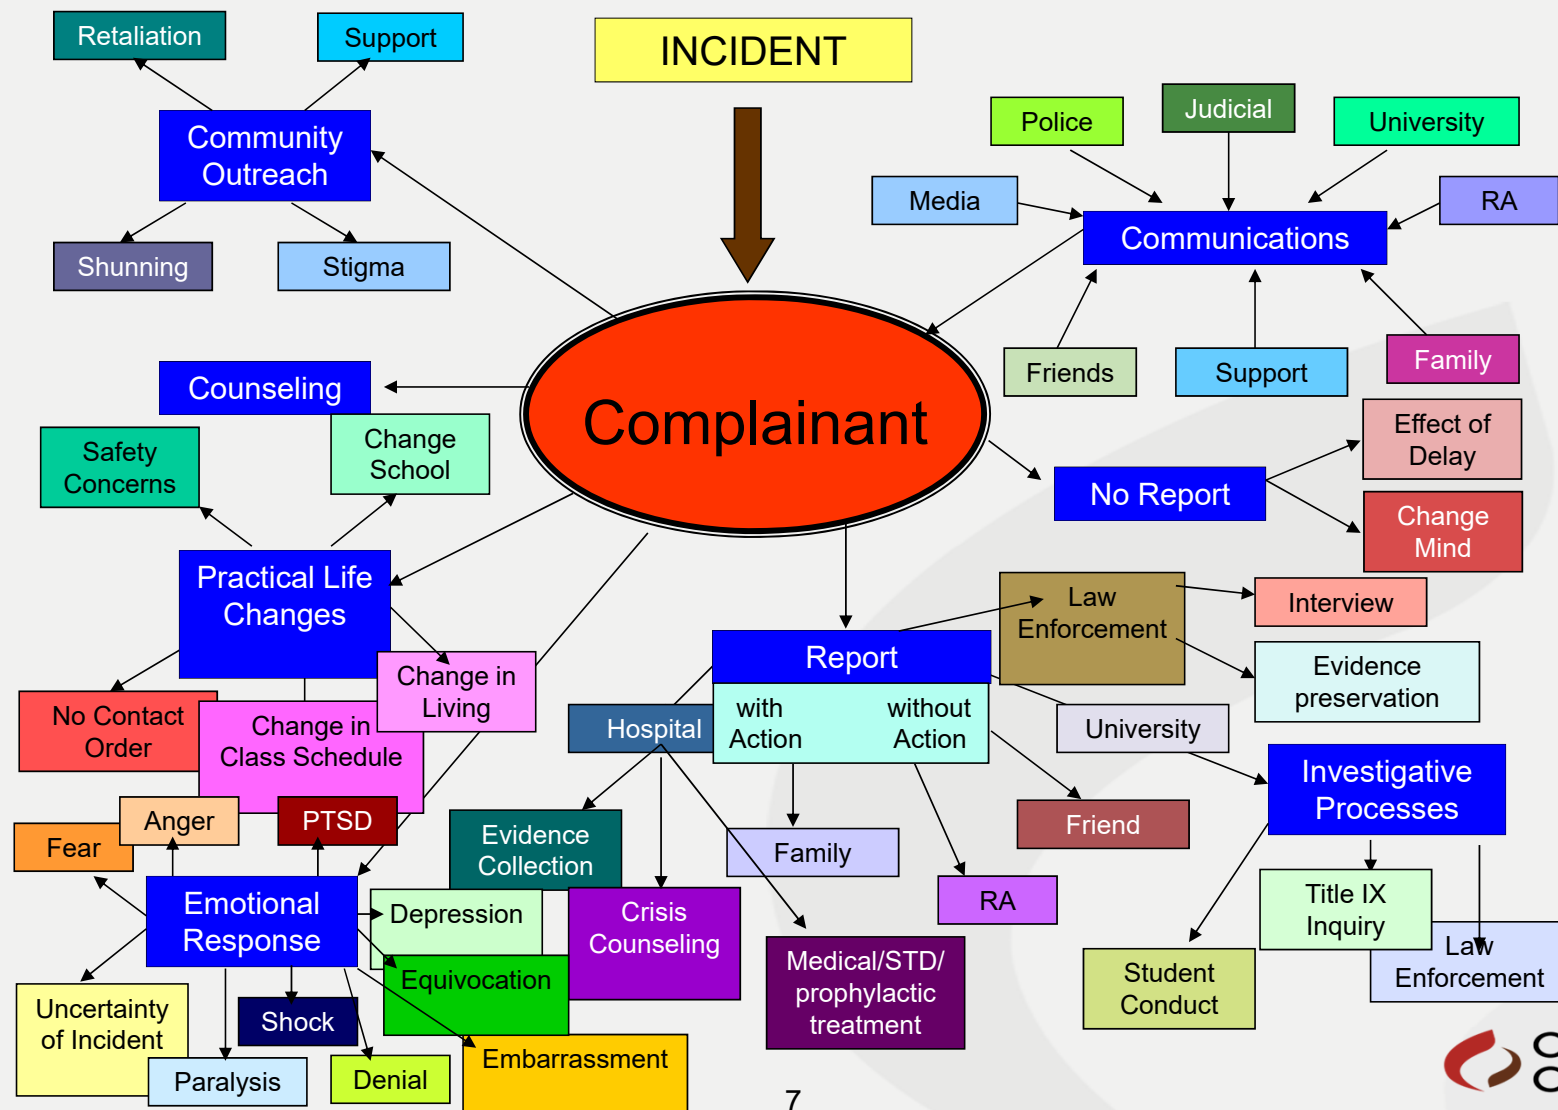 Retaliation
Support
INCIDENT
Community
Outreach
Shunning
Stigma
Police
Judicial
University
Media
RA
Communications
Friends
Support
Family
Counseling
Complainant
Safety
Concerns
Change
School
Effect of
Delay
No Report
Change
Mind
Practical Life
Changes
Law
Enforcement
Interview
Report
Evidence
preservation
Change in
Living
No Contact
Order
Change in
Class Schedule
Hospital
with
Action
without
Action
University
Investigative
Processes
Anger
PTSD
Fear
Evidence
Collection
Family
Friend
RA
Emotional
Response
Depression
Crisis
Counseling
Title IX
Inquiry
Law
Enforcement
Student
Conduct
Medical/STD/
prophylactic
treatment
Equivocation
Uncertainty
of Incident
Shock
Embarrassment
Paralysis
Denial
7